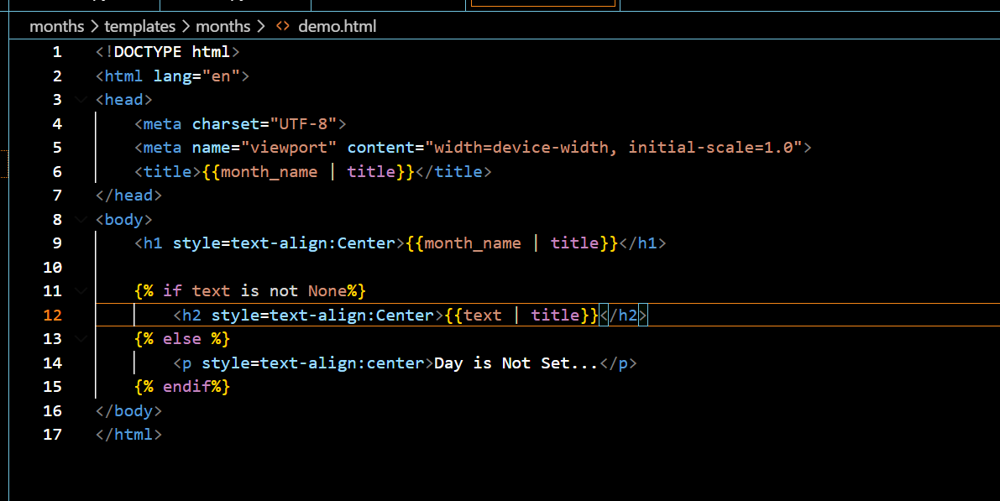 months > templates > months > <> demo.html
1 <!DOCTYPE html>
2 <html lang="en">
3 <head>
4     <meta charset="UTF-8">
5     <meta name="viewport" content="width=device-width, initial-scale=1.0">
6     <title>{{month_name | title}}</title>
7 </head>
8 <body>
9     <h1 style=text-align:Center>{{month_name | title}}</h1>
10
11     {% if text is not None%}
12         <h2 style=text-align:Center>{{text | title}}</h2>
13     {% else %}
14         <p style=text-align:center>Day is Not Set...</p>
15     {% endif%}
16 </body>
17 </html>